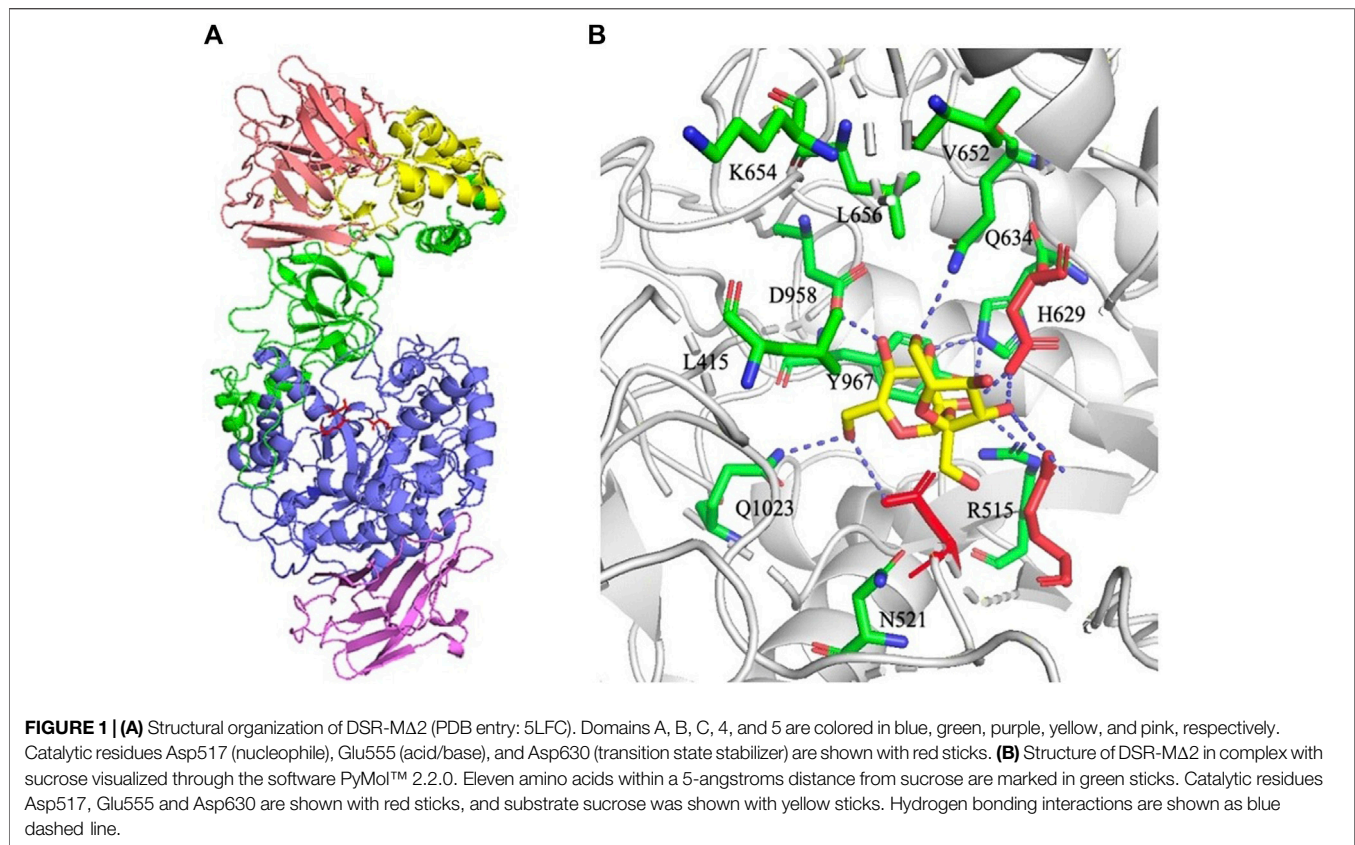 A
B
K654
V652
L656
Q634
D958
H629
L415
Y967
Q1023
R515
N521
FIGURE 1 | (A) Structural organization of DSR-MΔ2 (PDB entry: 5LFC). Domains A, B, C, 4, and 5 are colored in blue, green, purple, yellow, and pink, respectively.
Catalytic residues Asp517 (nucleophile), Glu555 (acid/base), and Asp630 (transition state stabilizer) are shown with red sticks. (B) Structure of DSR-MΔ2 in complex with
sucrose visualized through the software PyMol™ 2.2.0. Eleven amino acids within a 5-angstroms distance from sucrose are marked in green sticks. Catalytic residues
Asp517, Glu555 and Asp630 are shown with red sticks, and substrate sucrose was shown with yellow sticks. Hydrogen bonding interactions are shown as blue
dashed line.